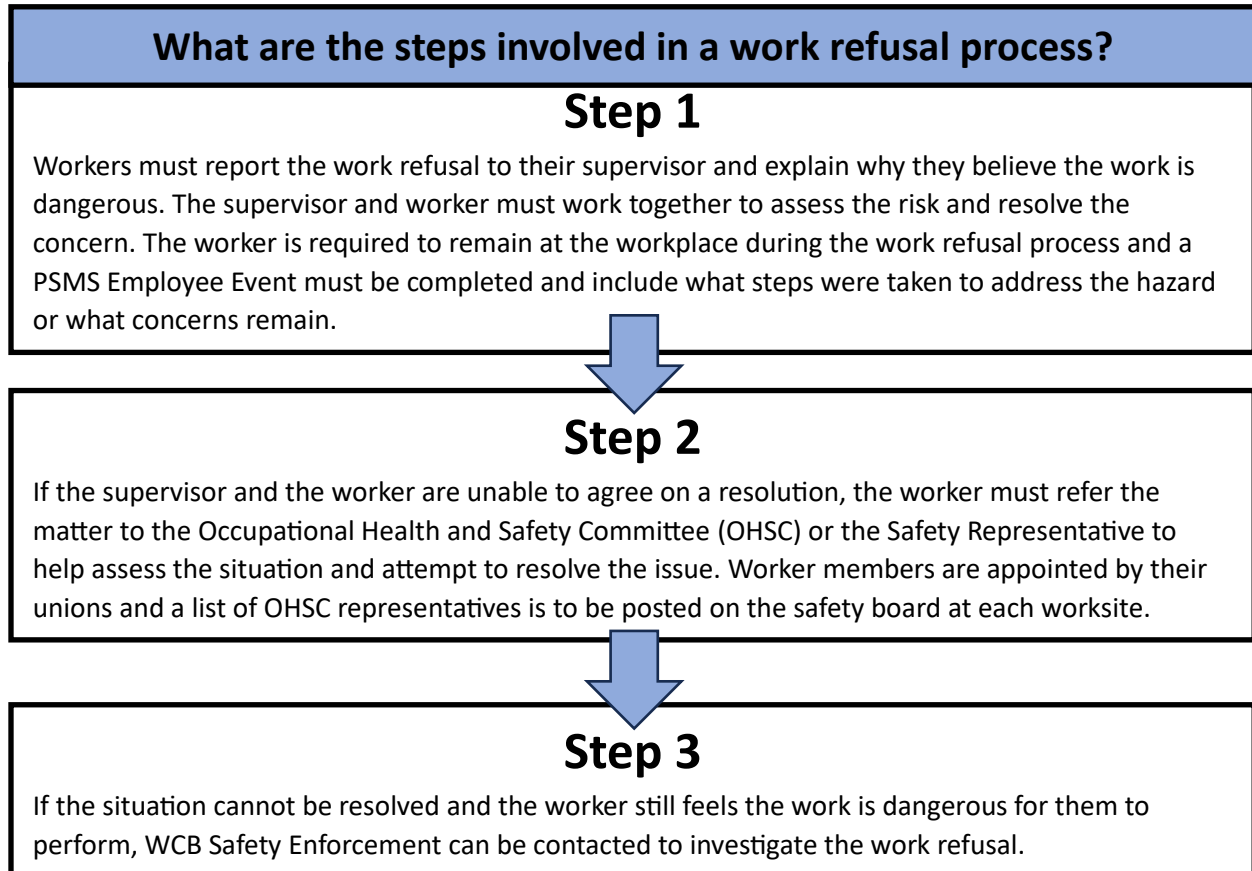 What are the steps involved in a work refusal process?
Step 1
Workers must report the work refusal to their supervisor and explain why they believe the work is
dangerous. The supervisor and worker must work together to assess the risk and resolve the
concern. The worker is required to remain at the workplace during the work refusal process and a
PSMS Employee Event must be completed and include what steps were taken to address the hazard
or what concerns remain.
Step 2
If the supervisor and the worker are unable to agree on a resolution, the worker must refer the
matter to the Occupational Health and Safety Committee (OHSC) or the Safety Representative to
help assess the situation and attempt to resolve the issue. Worker members are appointed by their
unions and a list of OHSC representatives is to be posted on the safety board at each worksite.
Step 3
If the situation cannot be resolved and the worker still feels the work is dangerous for them to
perform, WCB Safety Enforcement can be contacted to investigate the work refusal.